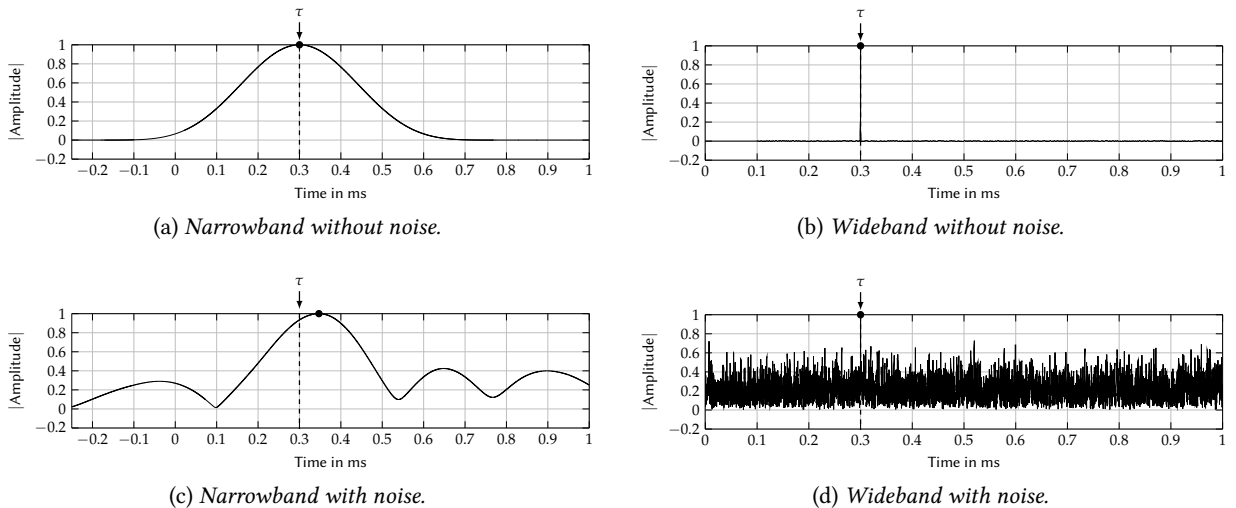 τ
1
0.8
0.6
0.4
0.2
0
−0.2
|Amplitude|
−0.2 −0.1 0 0.1 0.2 0.3 0.4 0.5 0.6 0.7 0.8 0.9 1
Time in ms
(a) Narrowband without noise.
τ
1
0.8
0.6
0.4
0.2
0
−0.2
|Amplitude|
0 0.1 0.2 0.3 0.4 0.5 0.6 0.7 0.8 0.9 1
Time in ms
(b) Wideband without noise.
τ
1
0.8
0.6
0.4
0.2
0
−0.2
|Amplitude|
−0.2 −0.1 0 0.1 0.2 0.3 0.4 0.5 0.6 0.7 0.8 0.9 1
Time in ms
(c) Narrowband with noise.
τ
1
0.8
0.6
0.4
0.2
0
−0.2
|Amplitude|
0 0.1 0.2 0.3 0.4 0.5 0.6 0.7 0.8 0.9 1
Time in ms
(d) Wideband with noise.